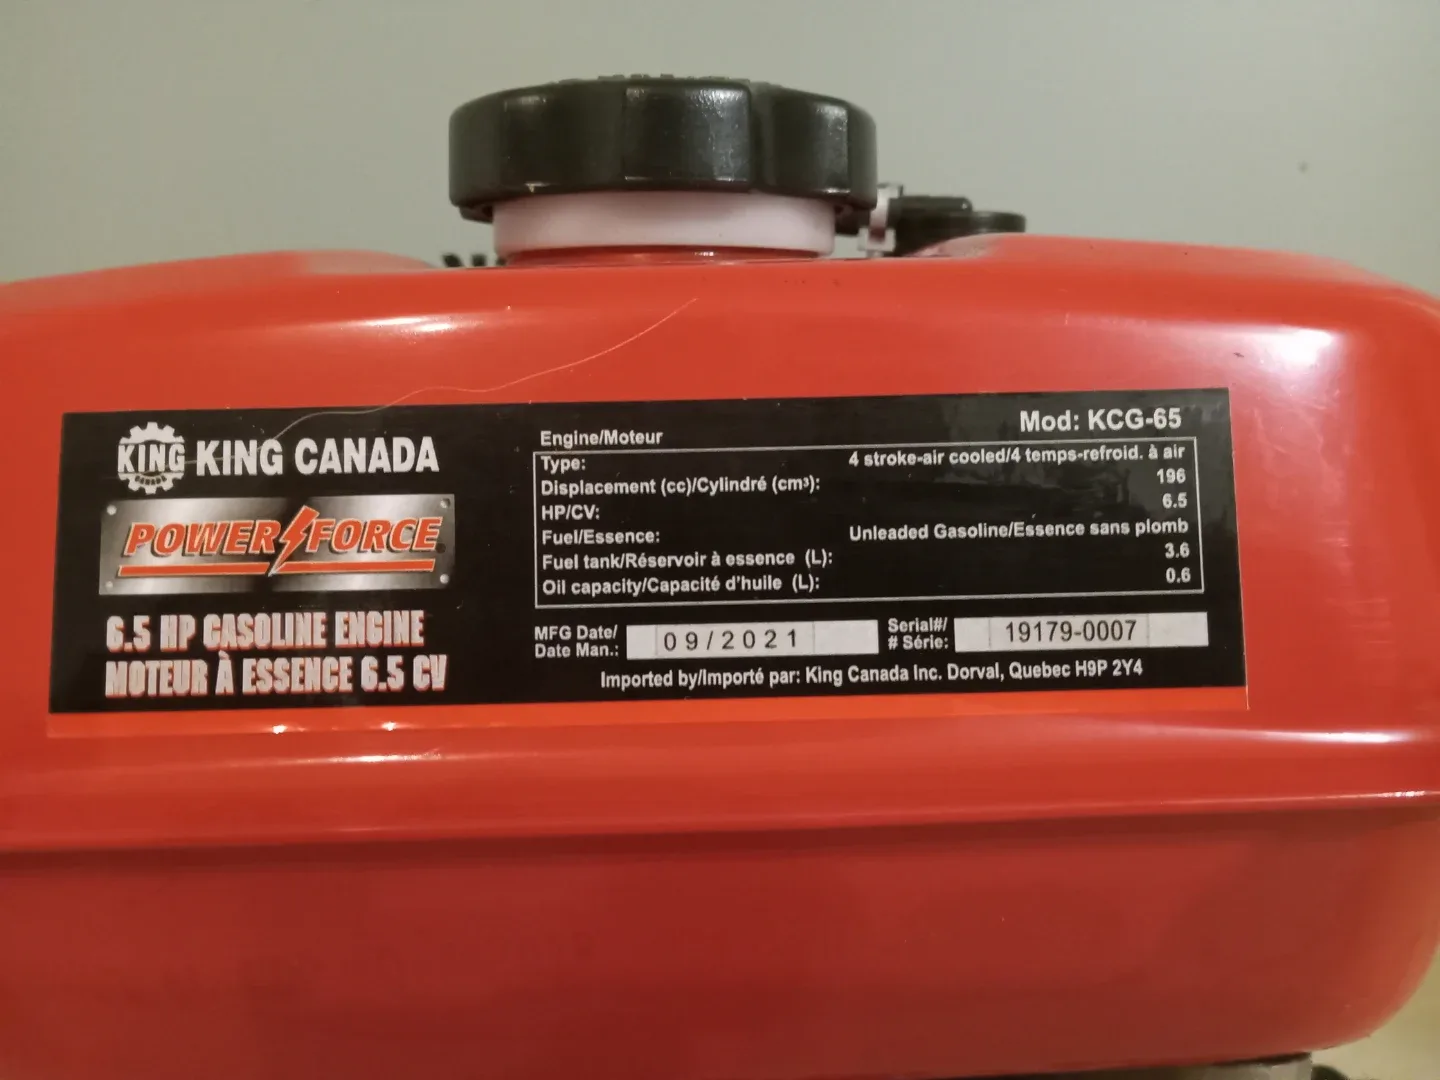 KING
CANADA
KING CANADA
POWER FORCE
6.5 HP GASOLINE ENGINE
MOTEUR À ESSENCE 6.5 CV
Engine/Moteur
Mod: KCG-65
Type: 4 stroke-air cooled/4 temps-refroid. à air
Displacement (cc)/Cylindré (cm³): 196
HP/CV: 6.5
Fuel/Essence: Unleaded Gasoline/Essence sans plomb
Fuel tank/Réservoir à essence (L): 3.6
Oil capacity/Capacité d'huile (L): 0.6
MFG Date/
Date Man.: 09/2021
Serial#/
# Série: 19179-0007
Imported by/Importé par: King Canada Inc. Dorval, Quebec H9P 2Y4